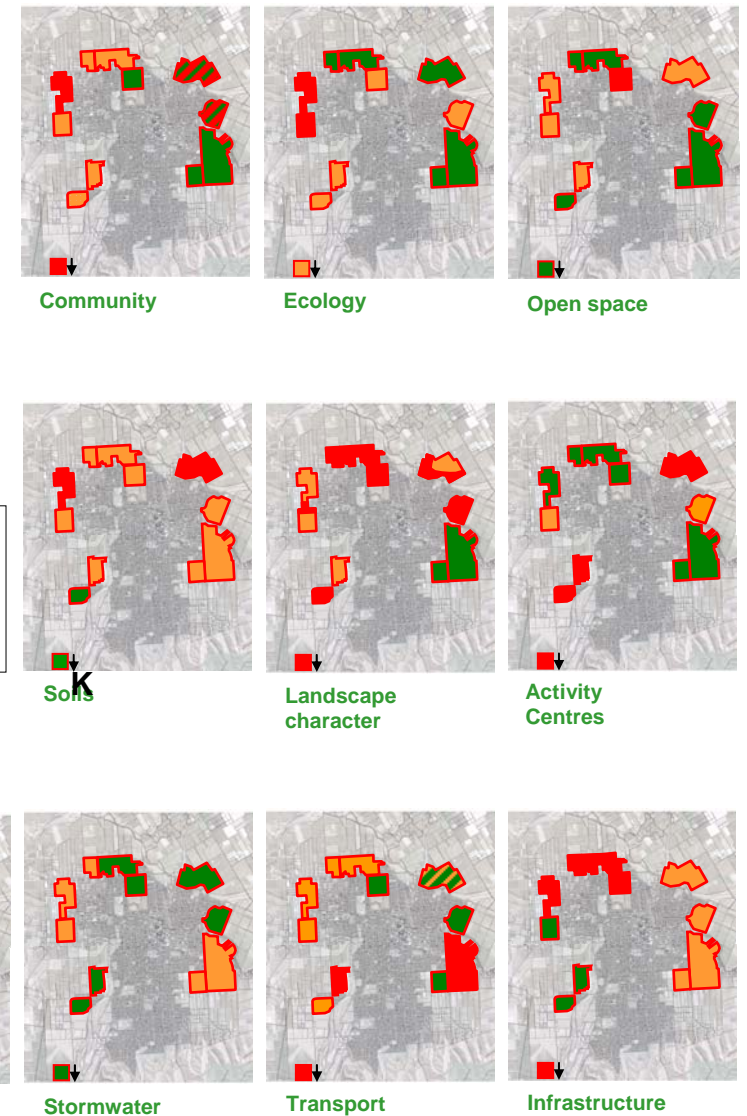 Community
Ecology
Open space
Soils
K
Landscape
character
Activity
Centres
Stormwater
Transport
Infrastructure